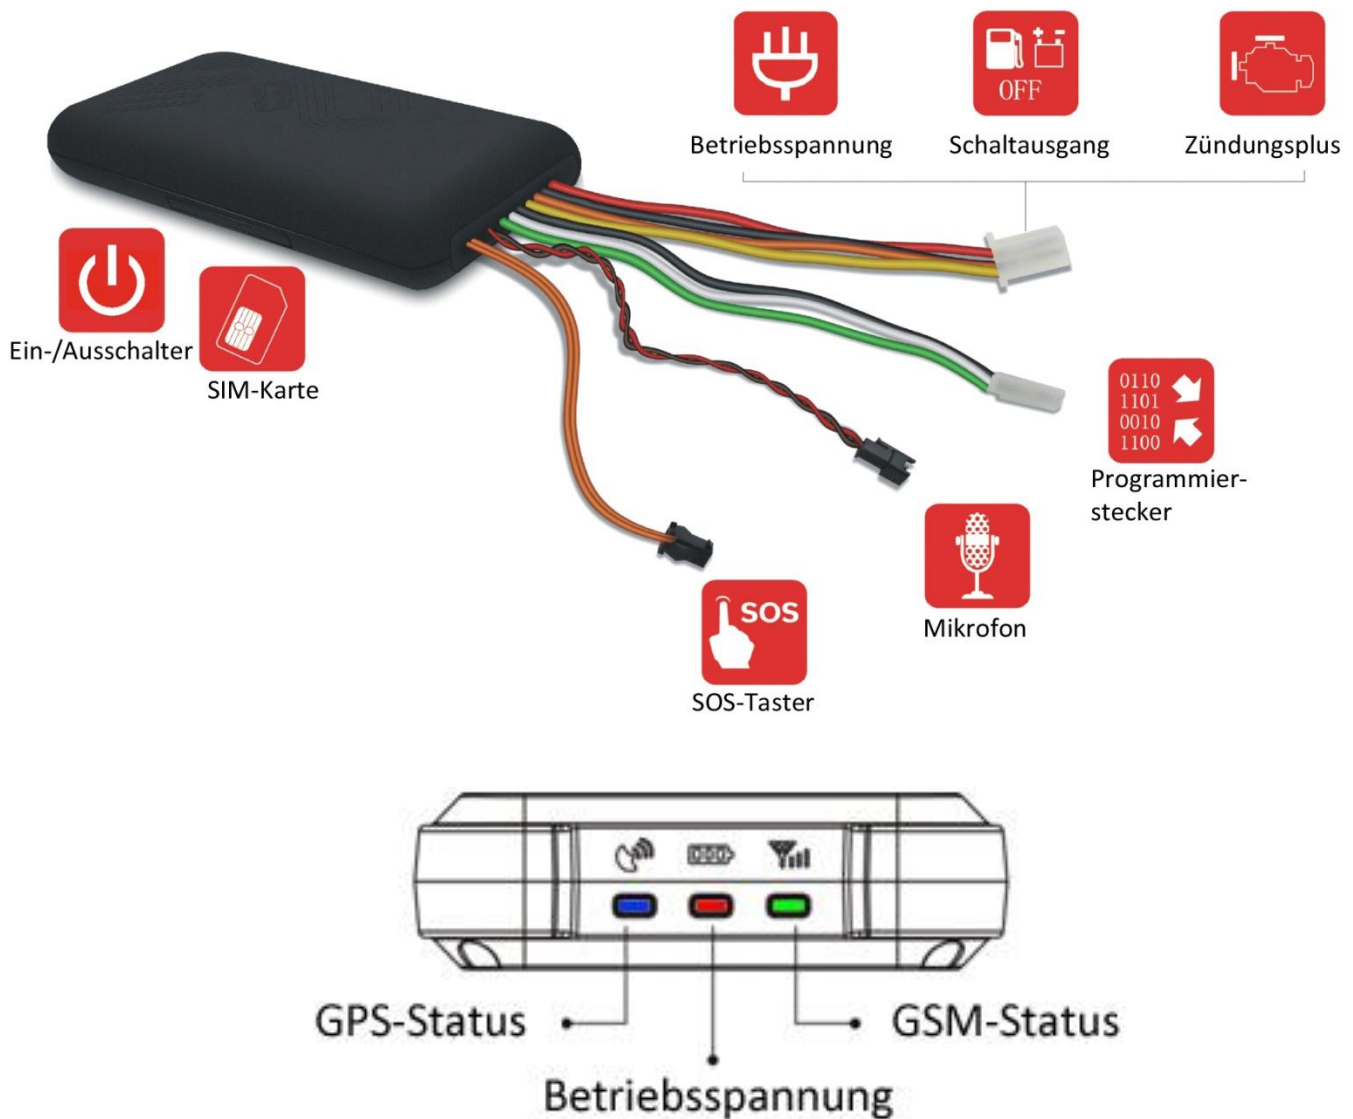 Betriebsspannung
Schaltausgang
Zündungsplus
OFF
Ein-/Ausschalter
SIM-Karte
0110
1101
0010
1100
Programmier-
stecker
Mikrofon
SOS
SOS-Taster
GPS-Status
GSM-Status
Betriebsspannung